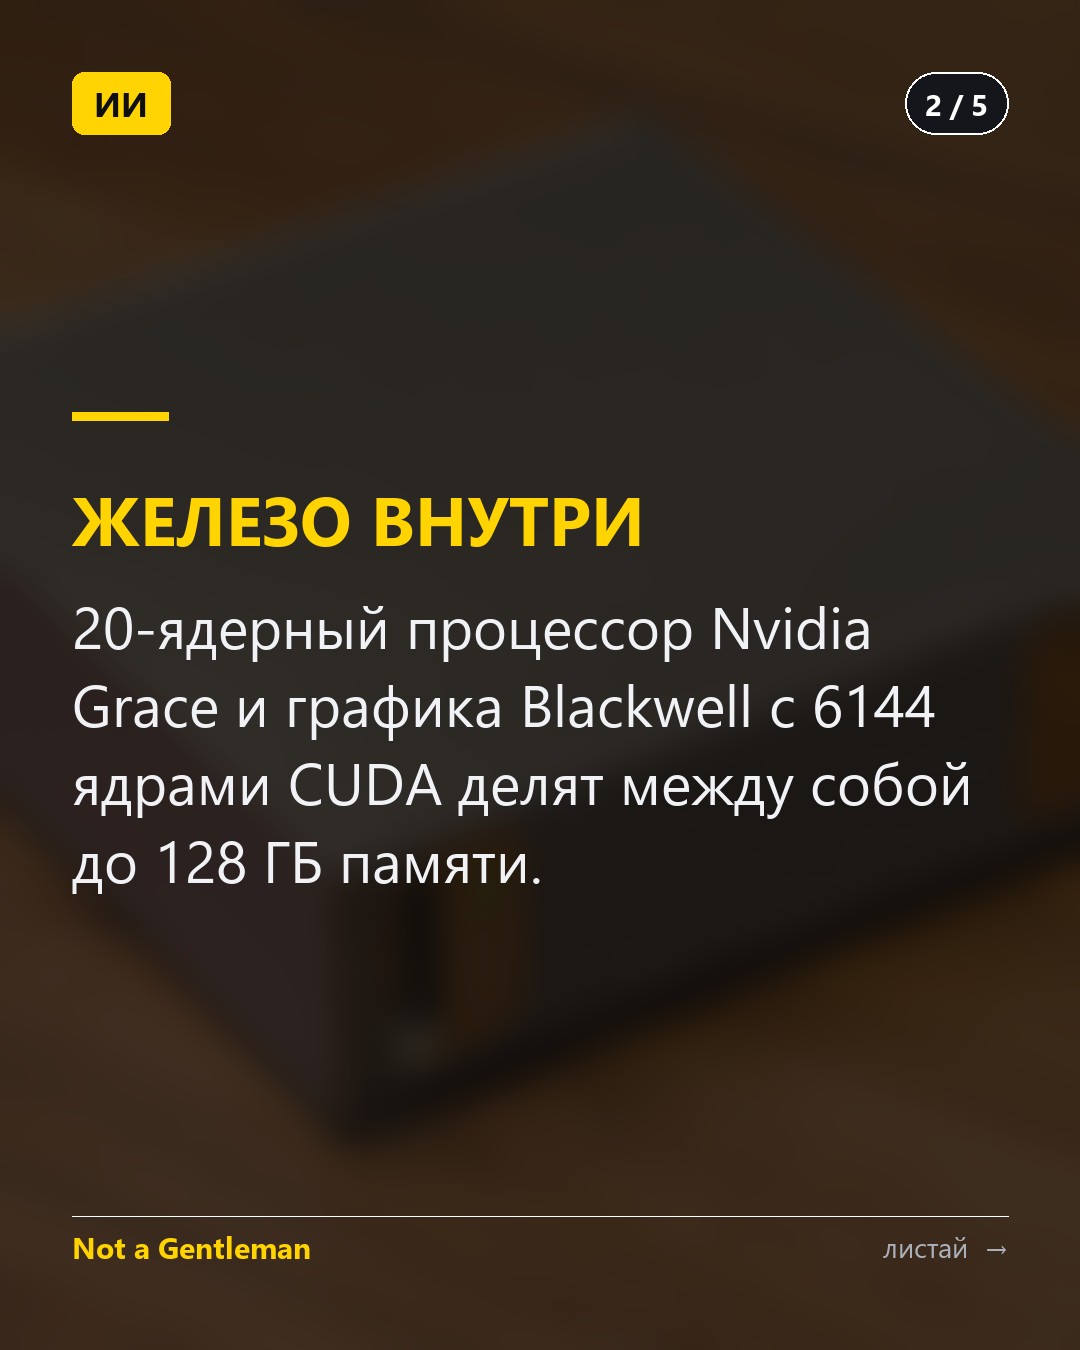 ИИ
2 / 5
ЖЕЛЕЗО ВНУТРИ
20-ядерный процессор Nvidia
Grace и графика Blackwell с 6144
ядрами CUDA делят между собой
до 128 ГБ памяти.
Not a Gentleman
листай →